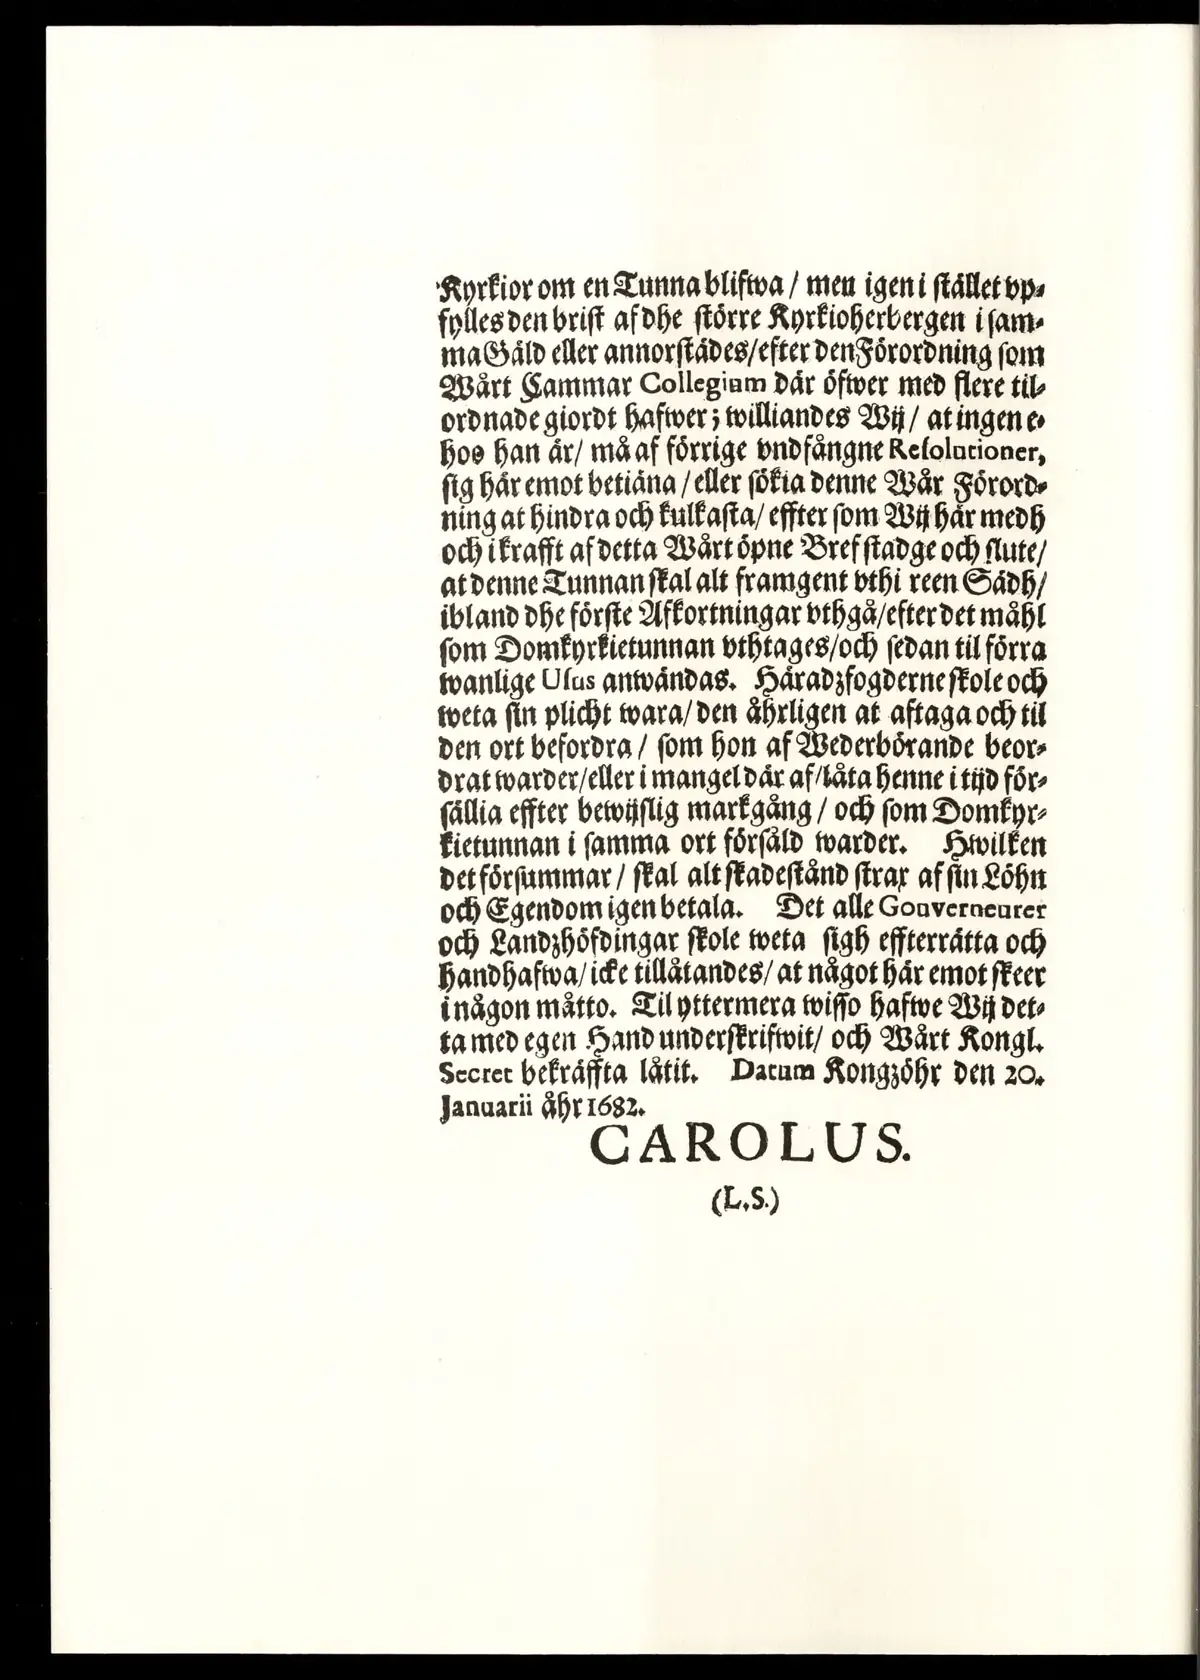 Kyrkior om en Tunna blifwa / men igen i stället vp-
fylles den brist af dhe större Kyrkioherbergen i sam-
ma Gäld eller annorstädes/efter den Förordning som
Wårt Cammar Collegium där öfwer med flere til-
ordnade giordt hafwer; williandes Wij/ at ingen e-
hoo han är/ må af förrige vndfångne Resolutioner,
sig här emot betiäna / eller sökia denne Wår Förord-
ning at hindra och kulkasta/ effter som Wij här medh
och i krafft af detta Wårt öpne Bref stadge och slute/
at denne Tunnan skal alt framgent vthi reen Sädh/
ibland dhe förste Afkortningar vthgå/efter det måhl
som Domkyrkietunnan vthtages/och sedan til förra
wanlige Usus anwändas. Häradzfogderne skole och
weta sin plicht wara/ den åhrligen at aftaga och til
den ort befordra / som hon af Wederbörande beor-
drat warder/eller i mangel där af/låta henne i tijd för-
sällia effter bewijslig markgång / och som Domkyr-
kietunnan i samma ort försåld warder. Hwilken
det försummar / skal alt skadestånd strax af sin Löhn
och Egendom igen betala. Det alle Gouverneurer
och Landzhöfdingar skole weta sigh effterrätta och
handhafwa/ icke tillåtandes/ at något här emot skeer
i någon måtto. Til yttermera wisso hafwe Wij det-
ta med egen Hand underskrifwit/ och Wårt Kongl.
Secret bekräffta låtit. Datum Kongzöhr den 20.
Januarii åhr 1682.
CAROLUS.
(L.S.)